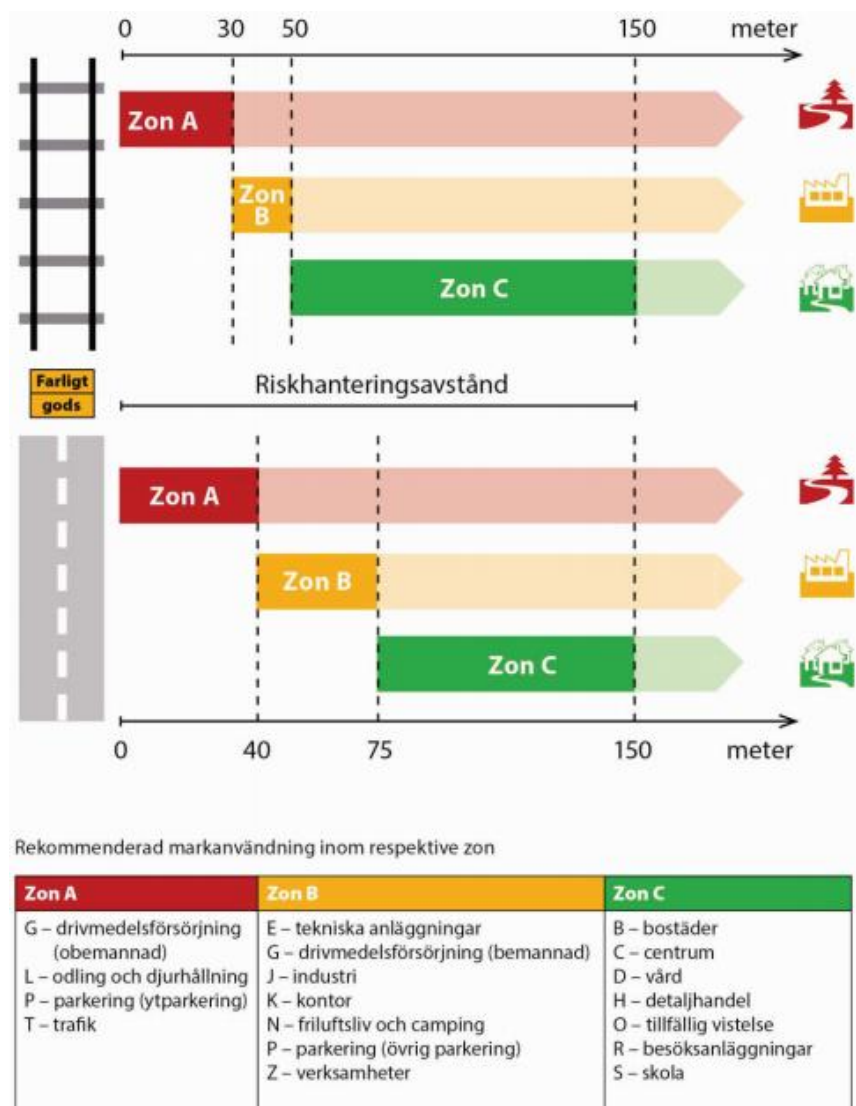 0 30 50 150 meter
Zon A
Zon
B
Zon C
Farligt
gods
Riskhanteringsavstånd
Zon A
Zon B
Zon C
0 40 75 150 meter
Rekommenderad markanvändning inom respektive zon
Zon A
G – drivmedelsförsörjning
(obemannad)
L – odling och djurhållning
P – parkering (ytparkering)
T – trafik
Zon B
E – tekniska anläggningar
G – drivmedelsförsörjning (bemannad)
J – industri
K – kontor
N – friluftsliv och camping
P – parkering (övrig parkering)
Z – verksamheter
Zon C
B – bostäder
C – centrum
D – vård
H – detaljhandel
O – tillfällig vistelse
R – besöksanläggningar
S – skola